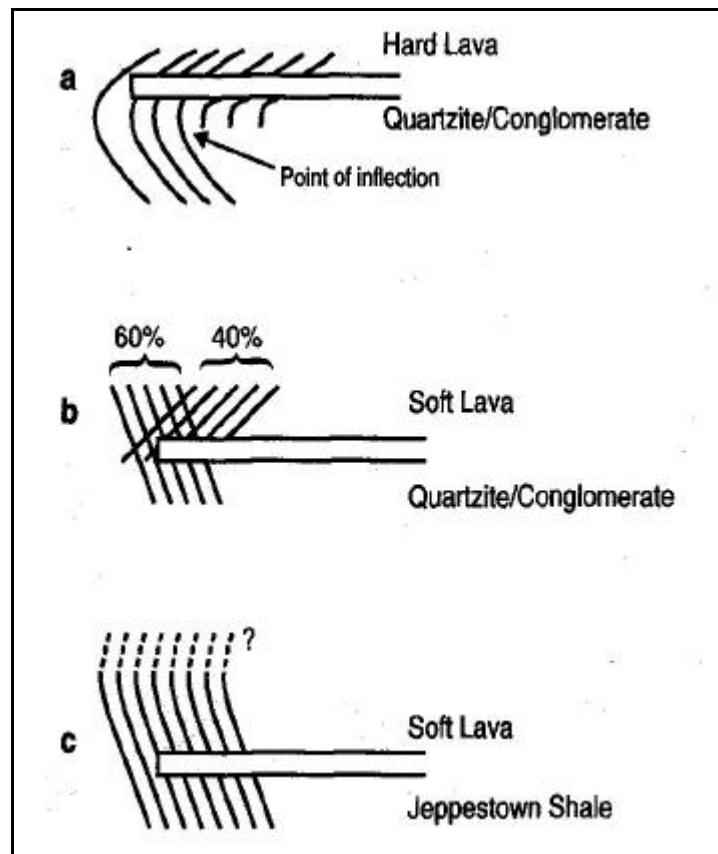 Hard Lava
a
Quartzite/Conglomerate
Point of inflection
60% 40%
b
Soft Lava
Quartzite/Conglomerate
?
c
Soft Lava
Jeppestown Shale